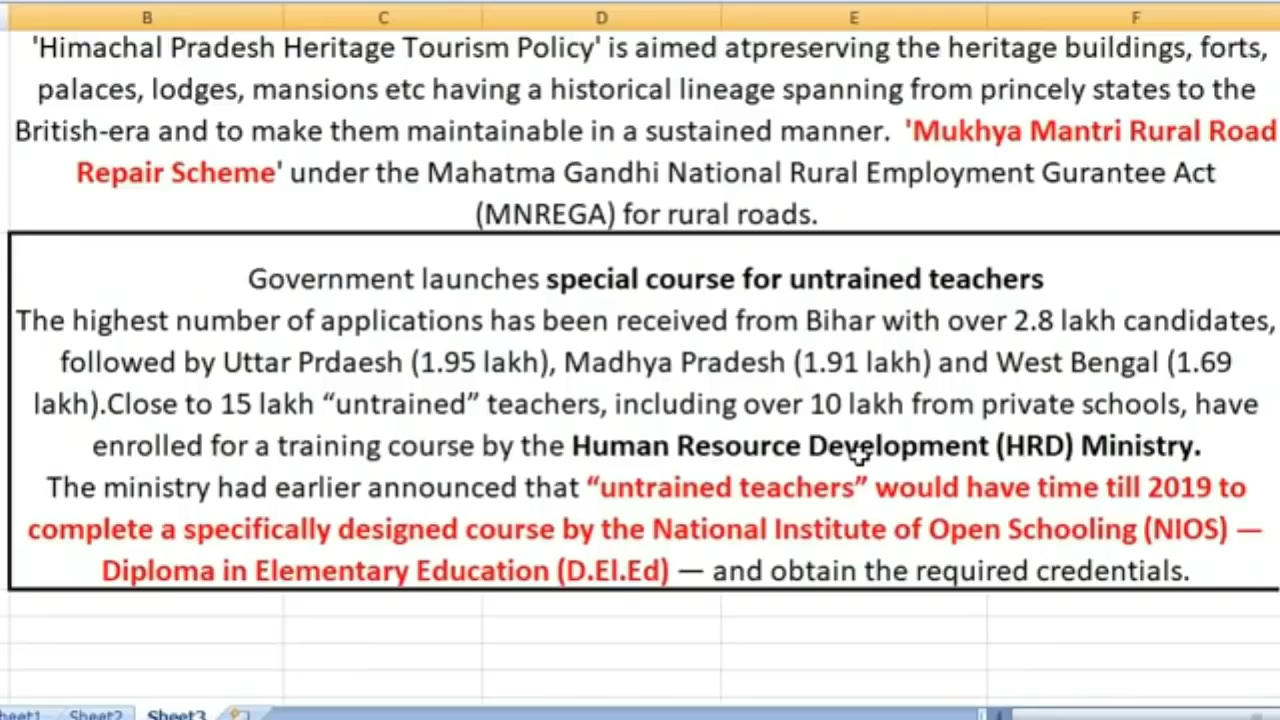 B C D E F
'Himachal Pradesh Heritage Tourism Policy' is aimed atpreserving the heritage buildings, forts,
palaces, lodges, mansions etc having a historical lineage spanning from princely states to the
British-era and to make them maintainable in a sustained manner. 'Mukhya Mantri Rural Road
Repair Scheme' under the Mahatma Gandhi National Rural Employment Gurantee Act
(MNREGA) for rural roads.
Government launches special course for untrained teachers
The highest number of applications has been received from Bihar with over 2.8 lakh candidates,
followed by Uttar Prdaesh (1.95 lakh), Madhya Pradesh (1.91 lakh) and West Bengal (1.69
lakh).Close to 15 lakh “untrained” teachers, including over 10 lakh from private schools, have
enrolled for a training course by the Human Resource Development (HRD) Ministry.
The ministry had earlier announced that “untrained teachers” would have time till 2019 to
complete a specifically designed course by the National Institute of Open Schooling (NIOS) —
Diploma in Elementary Education (D.El.Ed) — and obtain the required credentials.
heet1 Sheet2 Sheet3